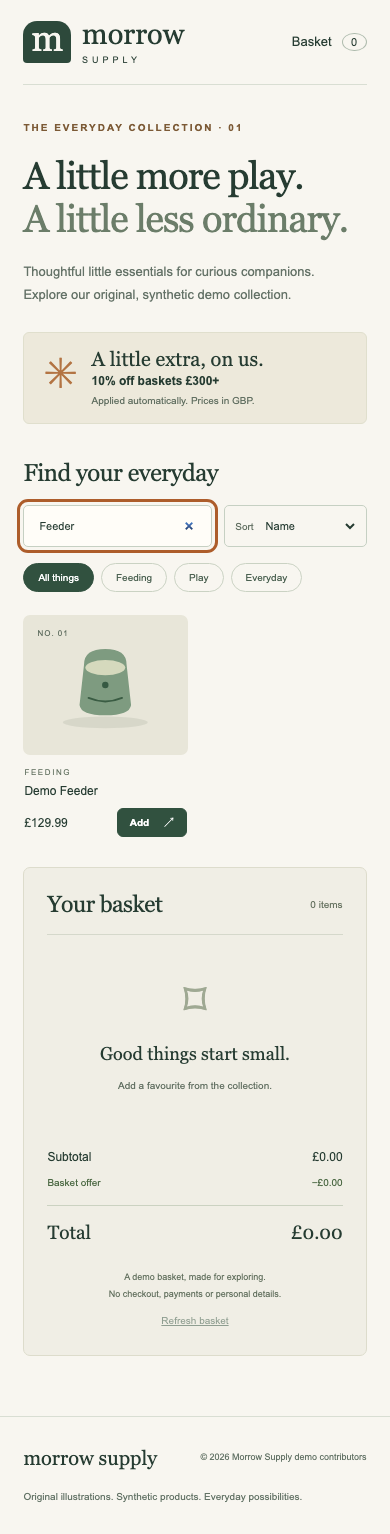 m morrow
SUPPLY
Basket 0
THE EVERYDAY COLLECTION · 01
A little more play.
A little less ordinary.
Thoughtful little essentials for curious companions.
Explore our original, synthetic demo collection.
A little extra, on us.
10% off baskets £300+
Applied automatically. Prices in GBP.
Find your everyday
Feeder
Sort Name
All things Feeding Play Everyday
NO. 01
FEEDING
Demo Feeder
£129.99 Add
Your basket 0 items
Good things start small.
Add a favourite from the collection.
Subtotal £0.00
Basket offer −£0.00
Total £0.00
A demo basket, made for exploring.
No checkout, payments or personal details.
Refresh basket
morrow supply © 2026 Morrow Supply demo contributors
Original illustrations. Synthetic products. Everyday possibilities.